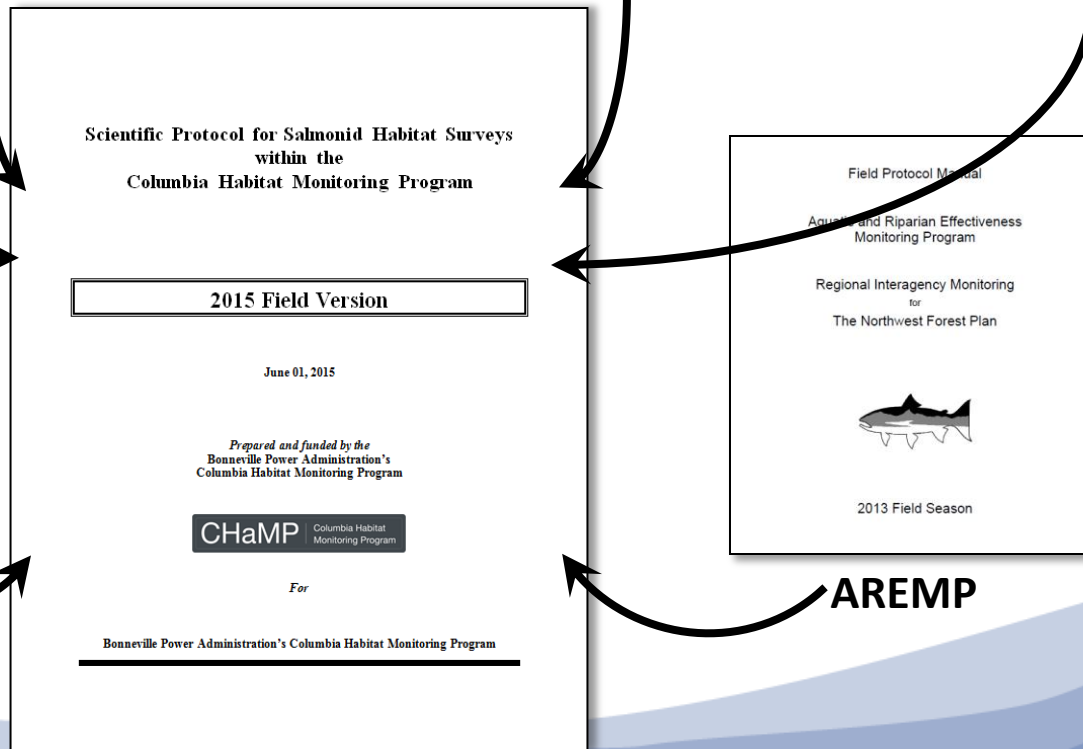 Scientific Protocol for Salmonid Habitat Surveys
within the
Columbia Habitat Monitoring Program
2015 Field Version
June 01, 2015
Prepared and funded by the
Bonneville Power Administration's
Columbia Habitat Monitoring Program
CHaMP
Columbia Habitat
Monitoring Program
For
Bonneville Power Administration's Columbia Habitat Monitoring Program
Field Protocol Manual
Aquatic and Riparian Effectiveness
Monitoring Program
Regional Interagency Monitoring
for
The Northwest Forest Plan
2013 Field Season
AREMP